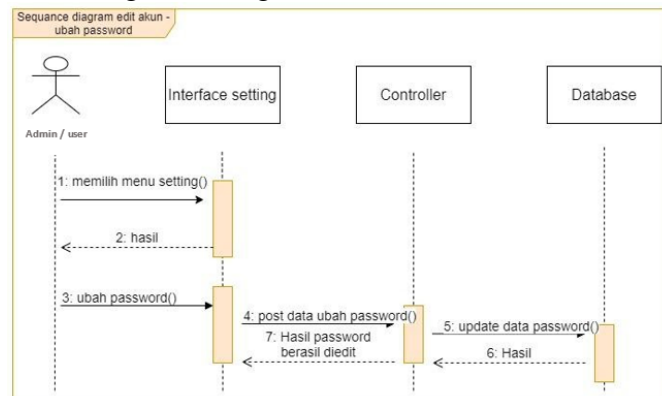 Sequance diagram edit akun -
ubah password
Interface setting
Controller
Database
Admin / user
1: memilih menu setting()
2: hasil
3: ubah password()
4: post data ubah password()
5: update data password()
7: Hasil password
berasil diedit
6: Hasil